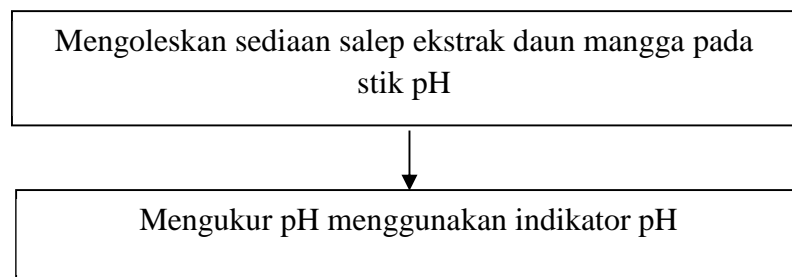 Mengoleskan sediaan salep ekstrak daun mangga pada
stik pH
Mengukur pH menggunakan indikator pH